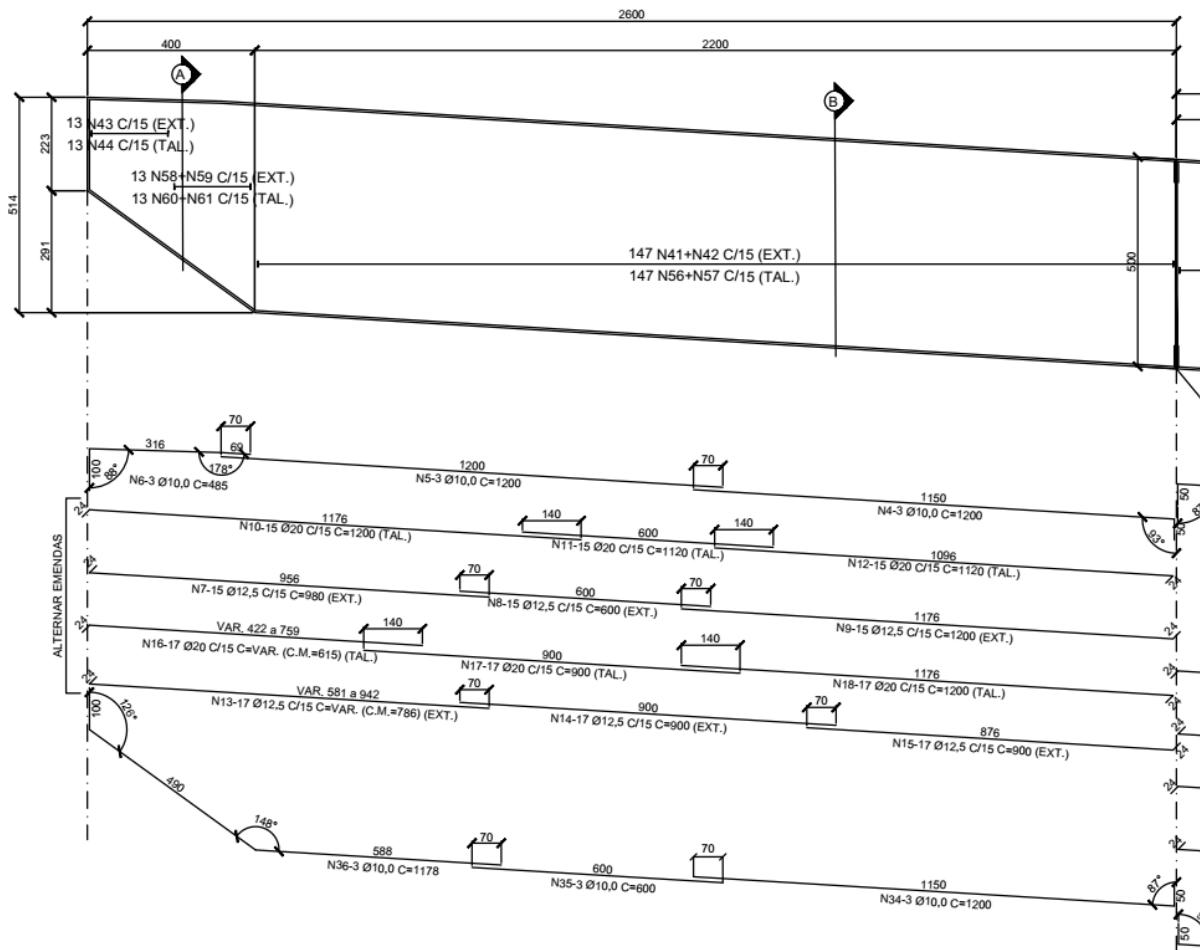 2600
400
2200
A
B
13 N43 C/15 (EXT.)
13 N44 C/15 (TAL.)
223
514
13 N58+N59 C/15 (EXT.)
13 N60+N61 C/15 (TAL.)
291
147 N41+N42 C/15 (EXT.)
147 N56+N57 C/15 (TAL.)
500
70
316
69
100
88°
178°
N6-3 Ø10,0 C=485
1200
N5-3 Ø10,0 C=1200
70
1150
N4-3 Ø10,0 C=1200
50
93°
50
ALTERNAR EMENDAS
24
1176
N10-15 Ø20 C/15 C=1200 (TAL.)
140
600
N11-15 Ø20 C/15 C=1120 (TAL.)
140
1096
N12-15 Ø20 C/15 C=1120 (TAL.)
24
24
956
N7-15 Ø12,5 C/15 C=980 (EXT.)
70
600
N8-15 Ø12,5 C/15 C=600 (EXT.)
70
1176
N9-15 Ø12,5 C/15 C=1200 (EXT.)
24
24
VAR. 422 a 759
N16-17 Ø20 C/15 C=VAR. (C.M.=615) (TAL.)
140
900
N17-17 Ø20 C/15 C=900 (TAL.)
140
1176
N18-17 Ø20 C/15 C=1200 (TAL.)
24
24
24
VAR. 581 a 942
N13-17 Ø12,5 C/15 C=VAR. (C.M.=786) (EXT.)
70
900
N14-17 Ø12,5 C/15 C=900 (EXT.)
70
876
N15-17 Ø12,5 C/15 C=900 (EXT.)
24
24
24
24
100
126°
490
148°
588
N36-3 Ø10,0 C=1178
70
600
N35-3 Ø10,0 C=600
70
1150
N34-3 Ø10,0 C=1200
87°
50
50